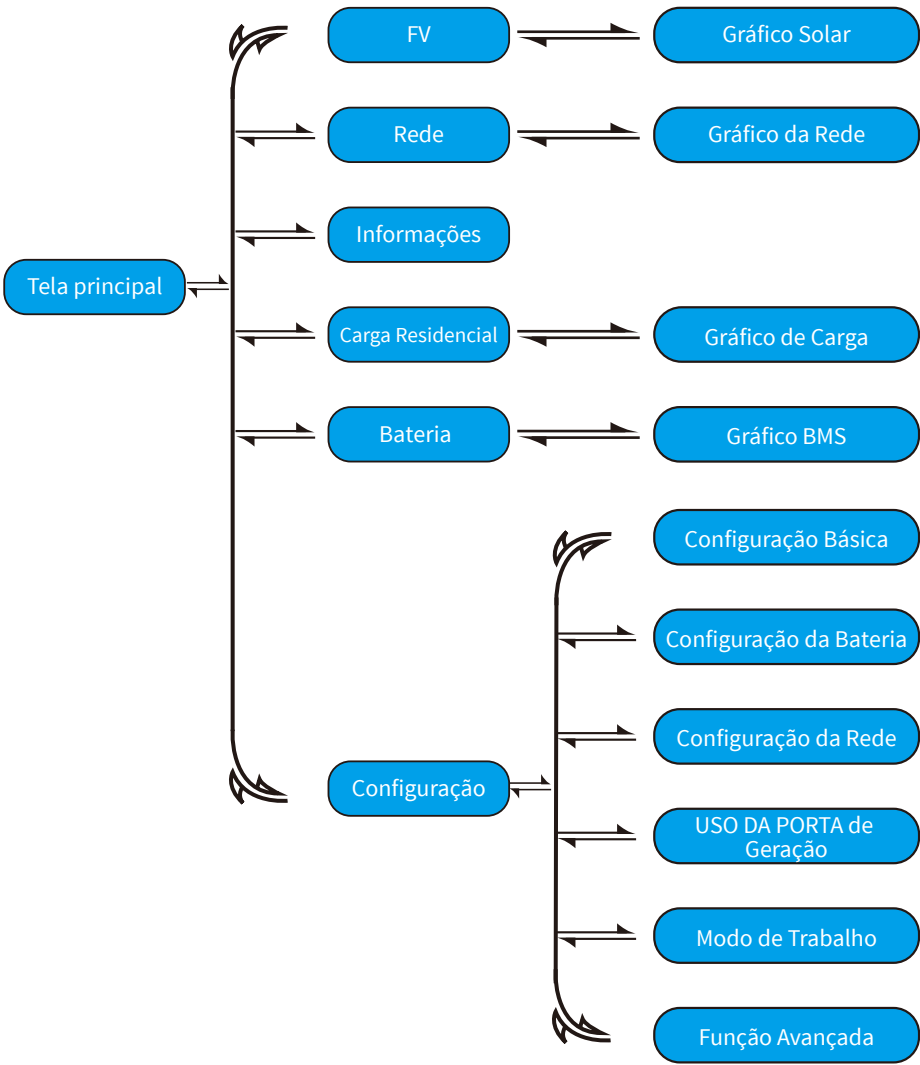 FV
Gráfico Solar
Rede
Gráfico da Rede
Informações
Tela principal
Carga Residencial
Gráfico de Carga
Bateria
Gráfico BMS
Configuração Básica
Configuração da Bateria
Configuração da Rede
Configuração
USO DA PORTA de
Geração
Modo de Trabalho
Função Avançada